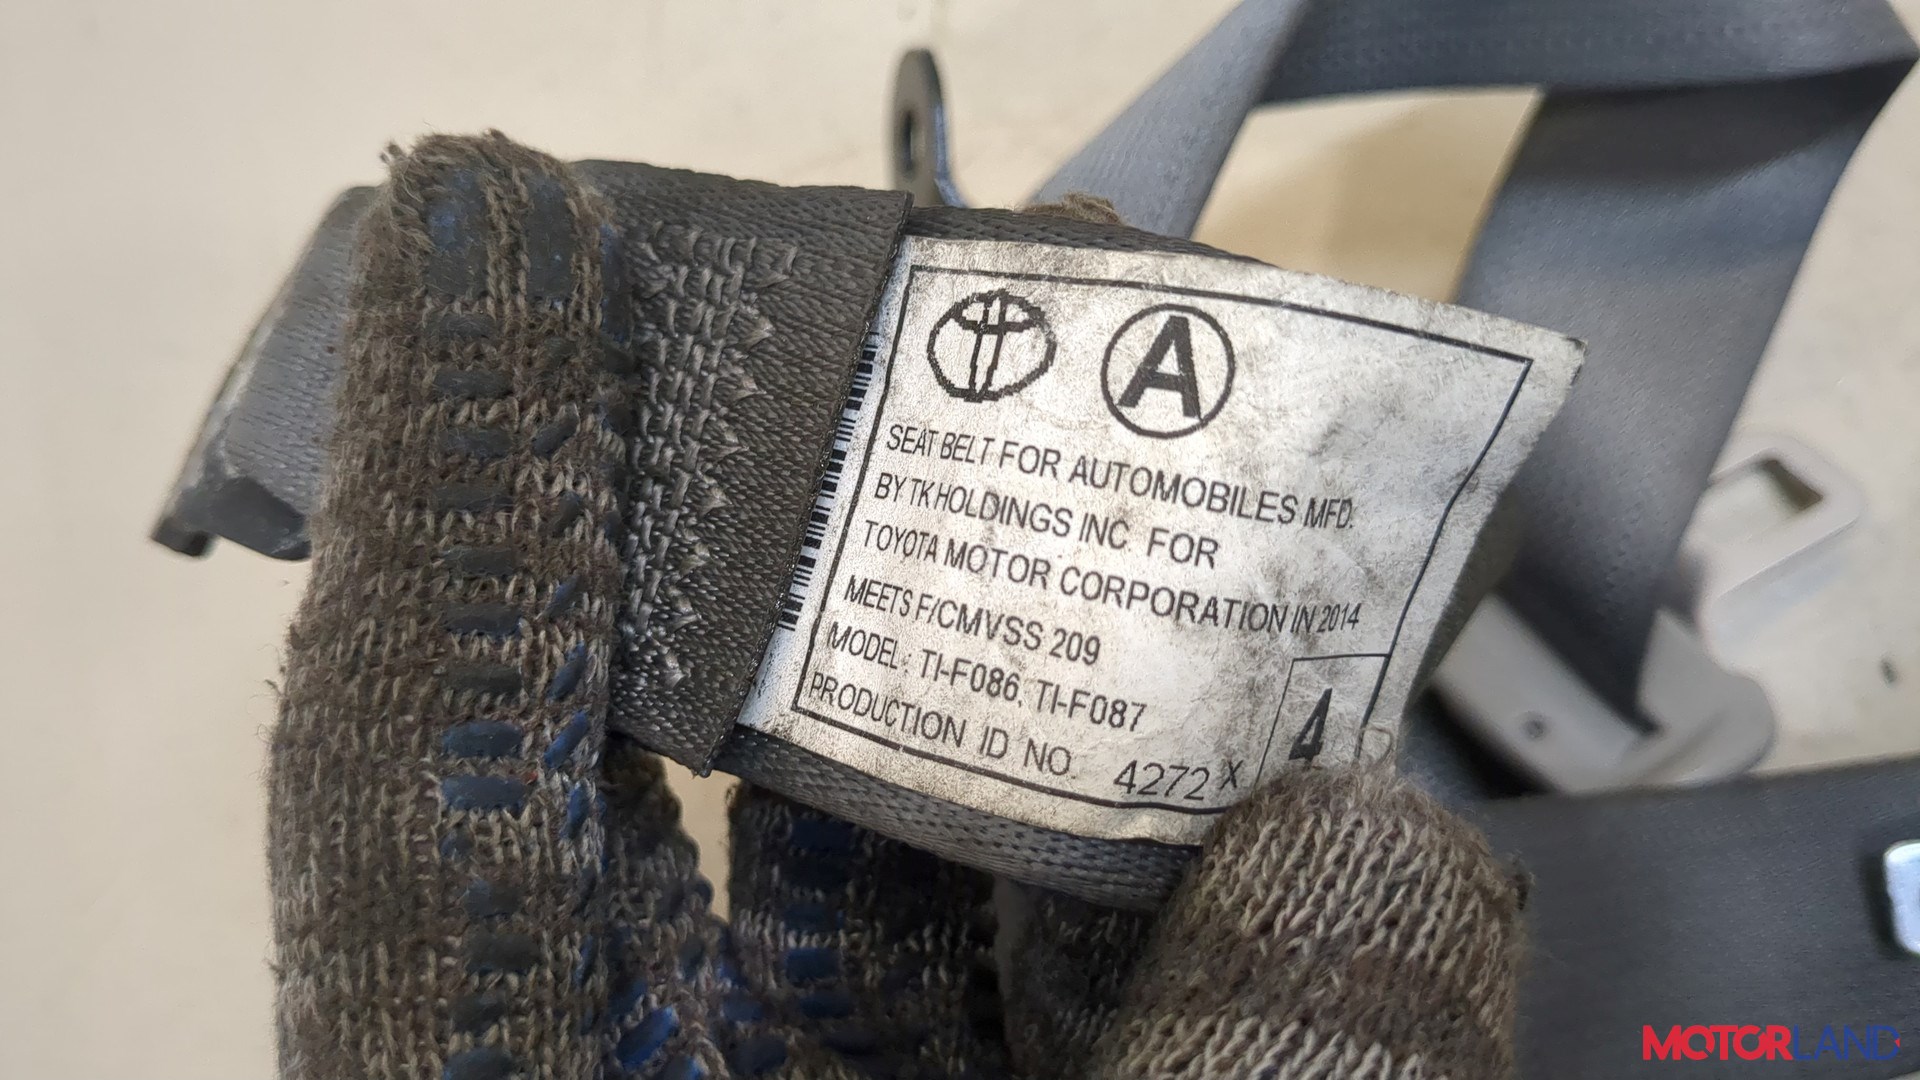 A
SEAT BELT FOR AUTOMOBILES MFD.
BY TK HOLDINGS INC. FOR
TOYOTA MOTOR CORPORATION IN 2014
MEETS F/CMVSS 209
MODEL: TI-F086, TI-F087
PRODUCTION ID NO. 4272 X
4
MOTORLAND